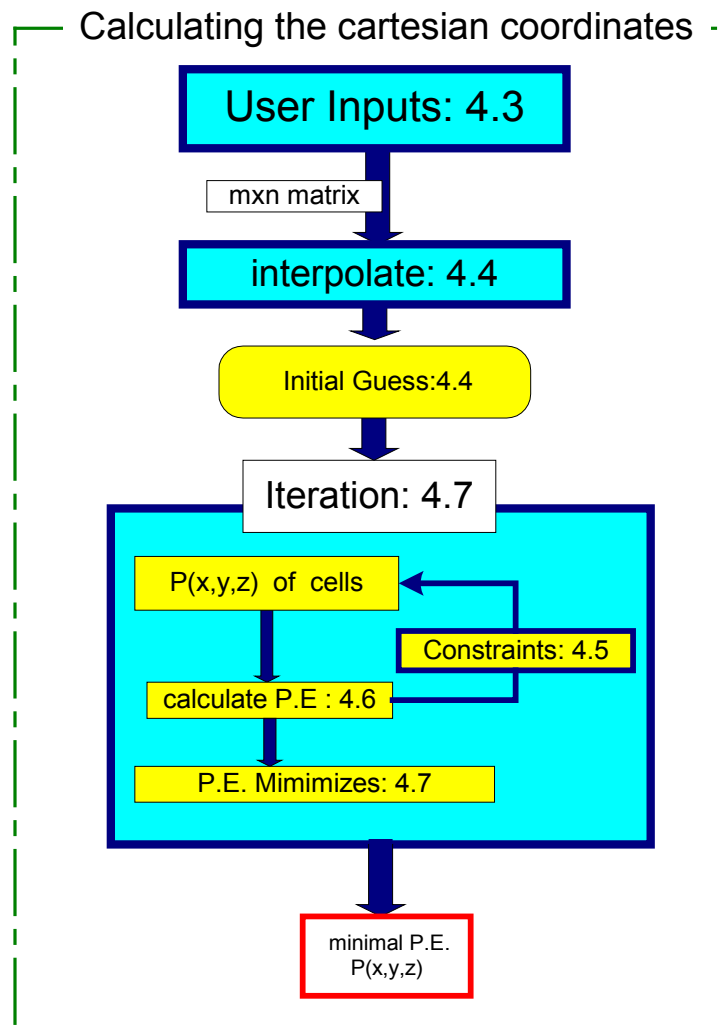 Calculating the cartesian coordinates
User Inputs: 4.3
mxn matrix
interpolate: 4.4
Initial Guess:4.4
Iteration: 4.7
P(x,y,z) of cells
Constraints: 4.5
calculate P.E : 4.6
P.E. Mimimizes: 4.7
minimal P.E.
P(x,y,z)